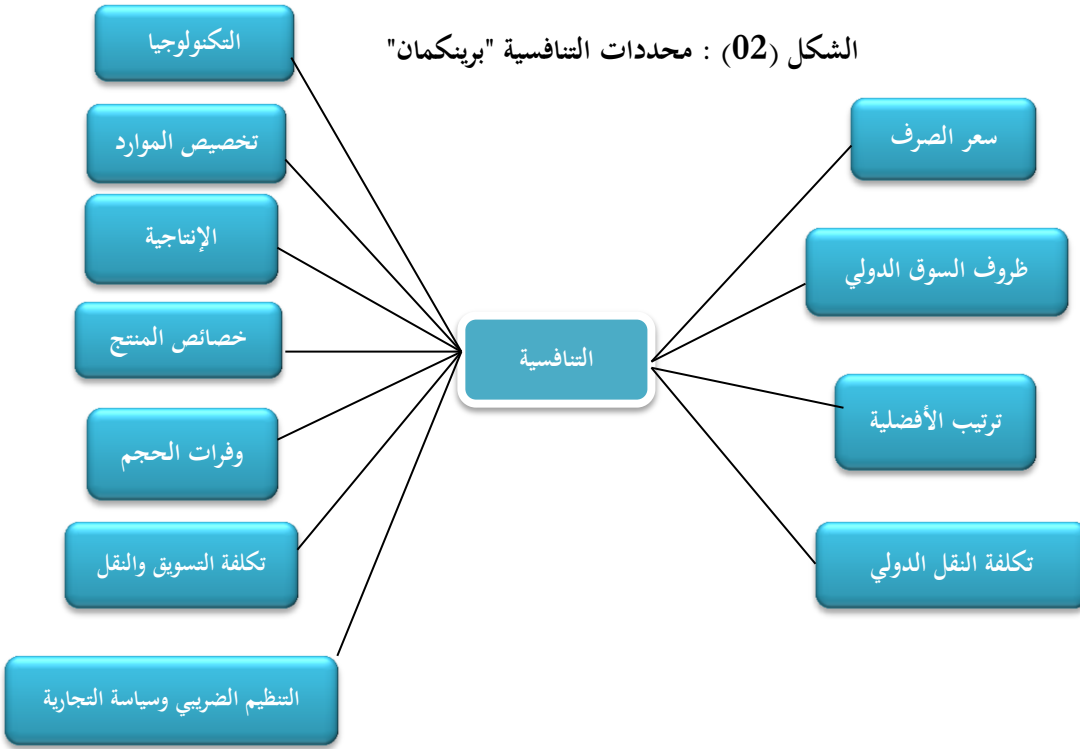 الشكل (02) : محددات التنافسية "برينكمان"
سعر الصرف
ظروف السوق الدولي
ترتيب الأفضلية
تكلفة النقل الدولي
التنافسية
التكنولوجيا
تخصيص الموارد
الإنتاجية
خصائص المنتج
وفرات الحجم
تكلفة التسويق والنقل
التنظيم الضريبي وسياسة التجارية